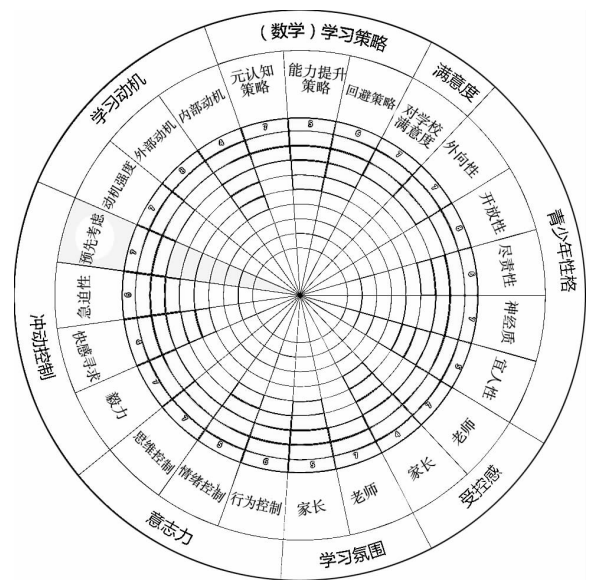 （数学）学习策略
满意度
青少年性格
受控感
学习氛围
意志力
冲动控制
学习动机
元认知
策略
能力提升
策略
回避策略
对学校
满意度
外向性
开放性
尽责性
神经质
宜人性
老师
家长
老师
家长
行为控制
情绪控制
思维控制
毅力
快感寻求
急迫性
预先考虑
动机强度
外部动机
内部动机